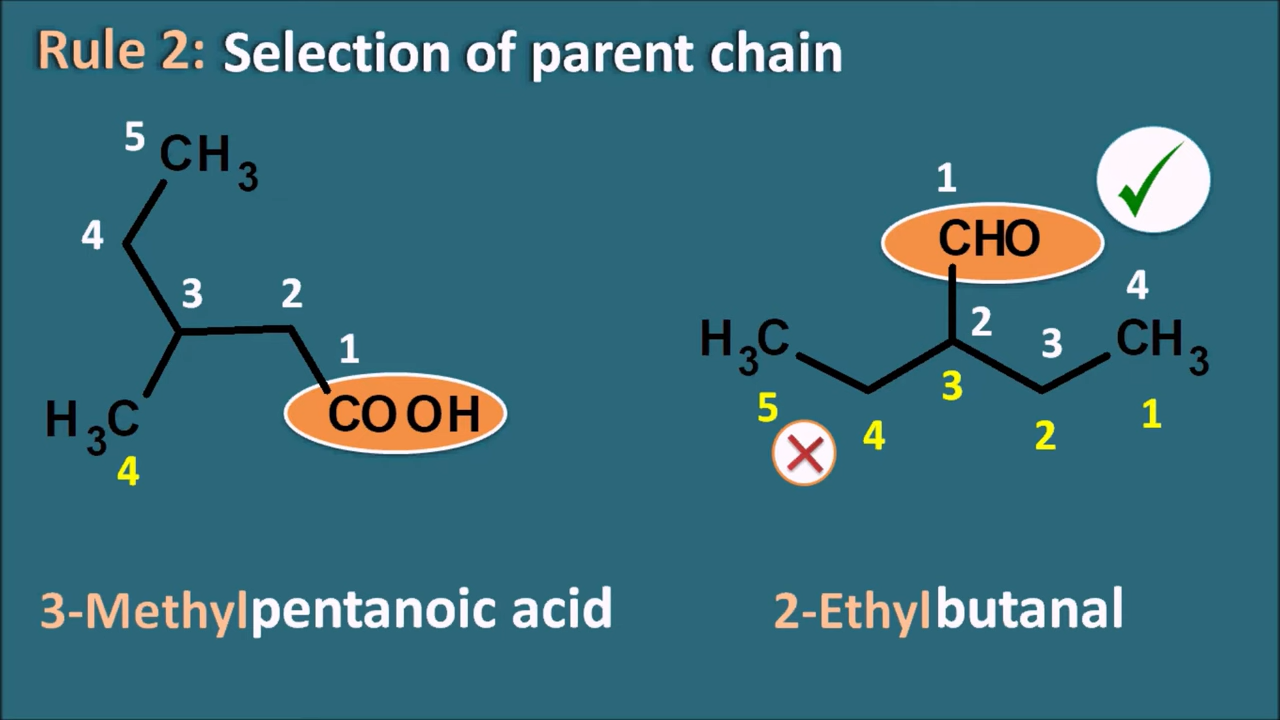 Rule 2: Selection of parent chain
5
CH3
4
3
2
1
COOH
H3C
4
1
CHO
4
H3C
2
3
CH3
5
4
3
2
1
3-Methylpentanoic acid
2-Ethylbutanal